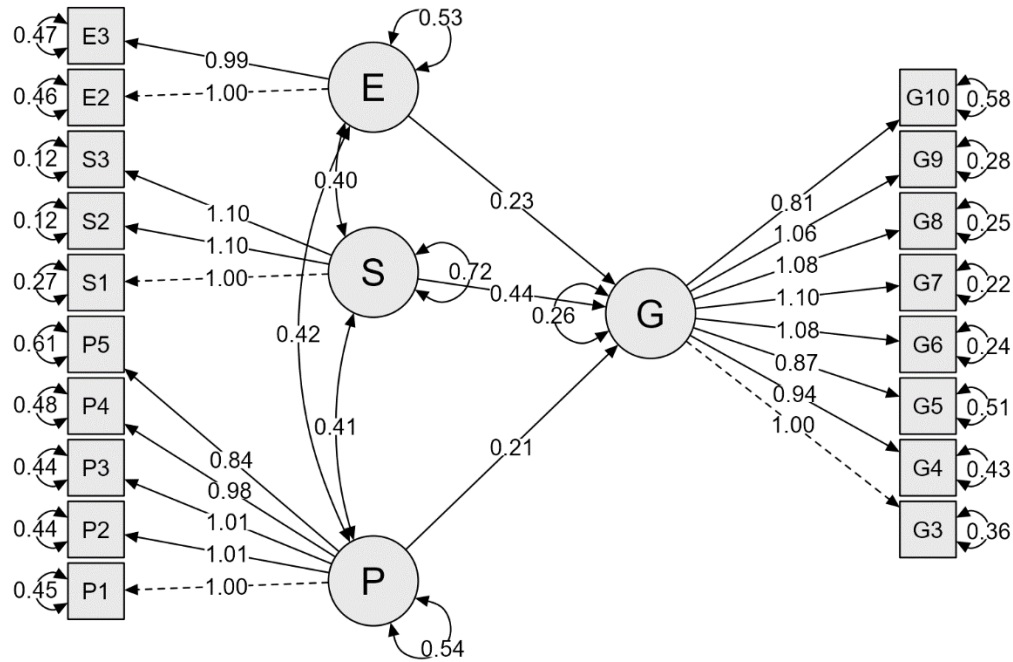 0.47 E3 0.99 E 0.53
0.46 E2 1.00
0.12 S3 0.40
0.12 S2 1.10
1.10
0.27 S1 1.00 S 0.72
0.61 P5 0.42
0.48 P4 0.41
0.44 P3 0.84
0.98
0.44 P2 1.01
1.01
0.45 P1 1.00 P 0.54
0.23
0.44
0.21
0.26 G
0.81 G10 0.58
1.06 G9 0.28
1.08 G8 0.25
1.10 G7 0.22
1.08 G6 0.24
0.87 G5 0.51
0.94 G4 0.43
1.00 G3 0.36